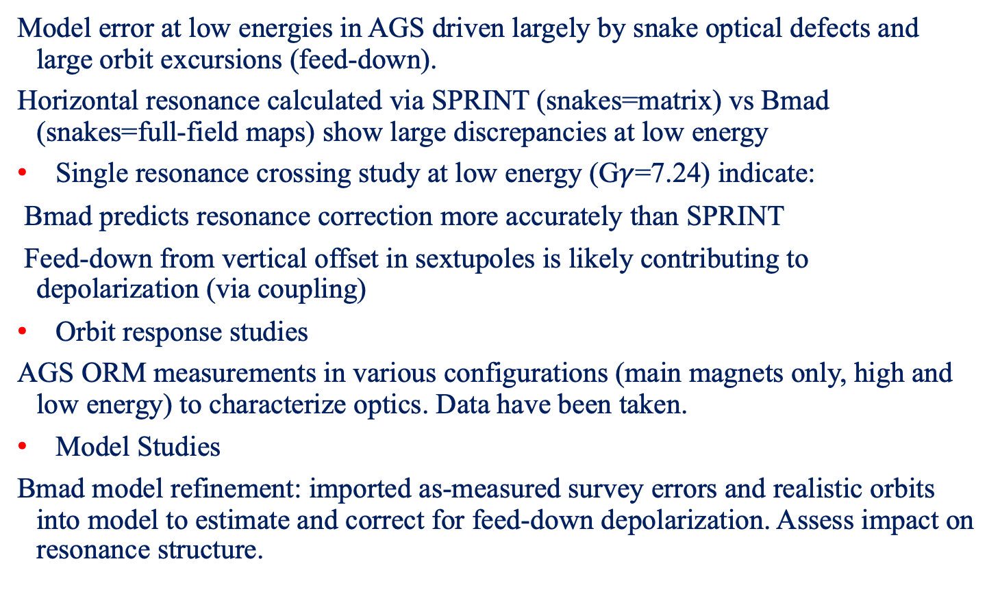 Model error at low energies in AGS driven largely by snake optical defects and
large orbit excursions (feed-down).
Horizontal resonance calculated via SPRINT (snakes=matrix) vs Bmad
(snakes=full-field maps) show large discrepancies at low energy
• Single resonance crossing study at low energy (Gγ=7.24) indicate:
Bmad predicts resonance correction more accurately than SPRINT
Feed-down from vertical offset in sextupoles is likely contributing to
depolarization (via coupling)
• Orbit response studies
AGS ORM measurements in various configurations (main magnets only, high and
low energy) to characterize optics. Data have been taken.
• Model Studies
Bmad model refinement: imported as-measured survey errors and realistic orbits
into model to estimate and correct for feed-down depolarization. Assess impact on
resonance structure.